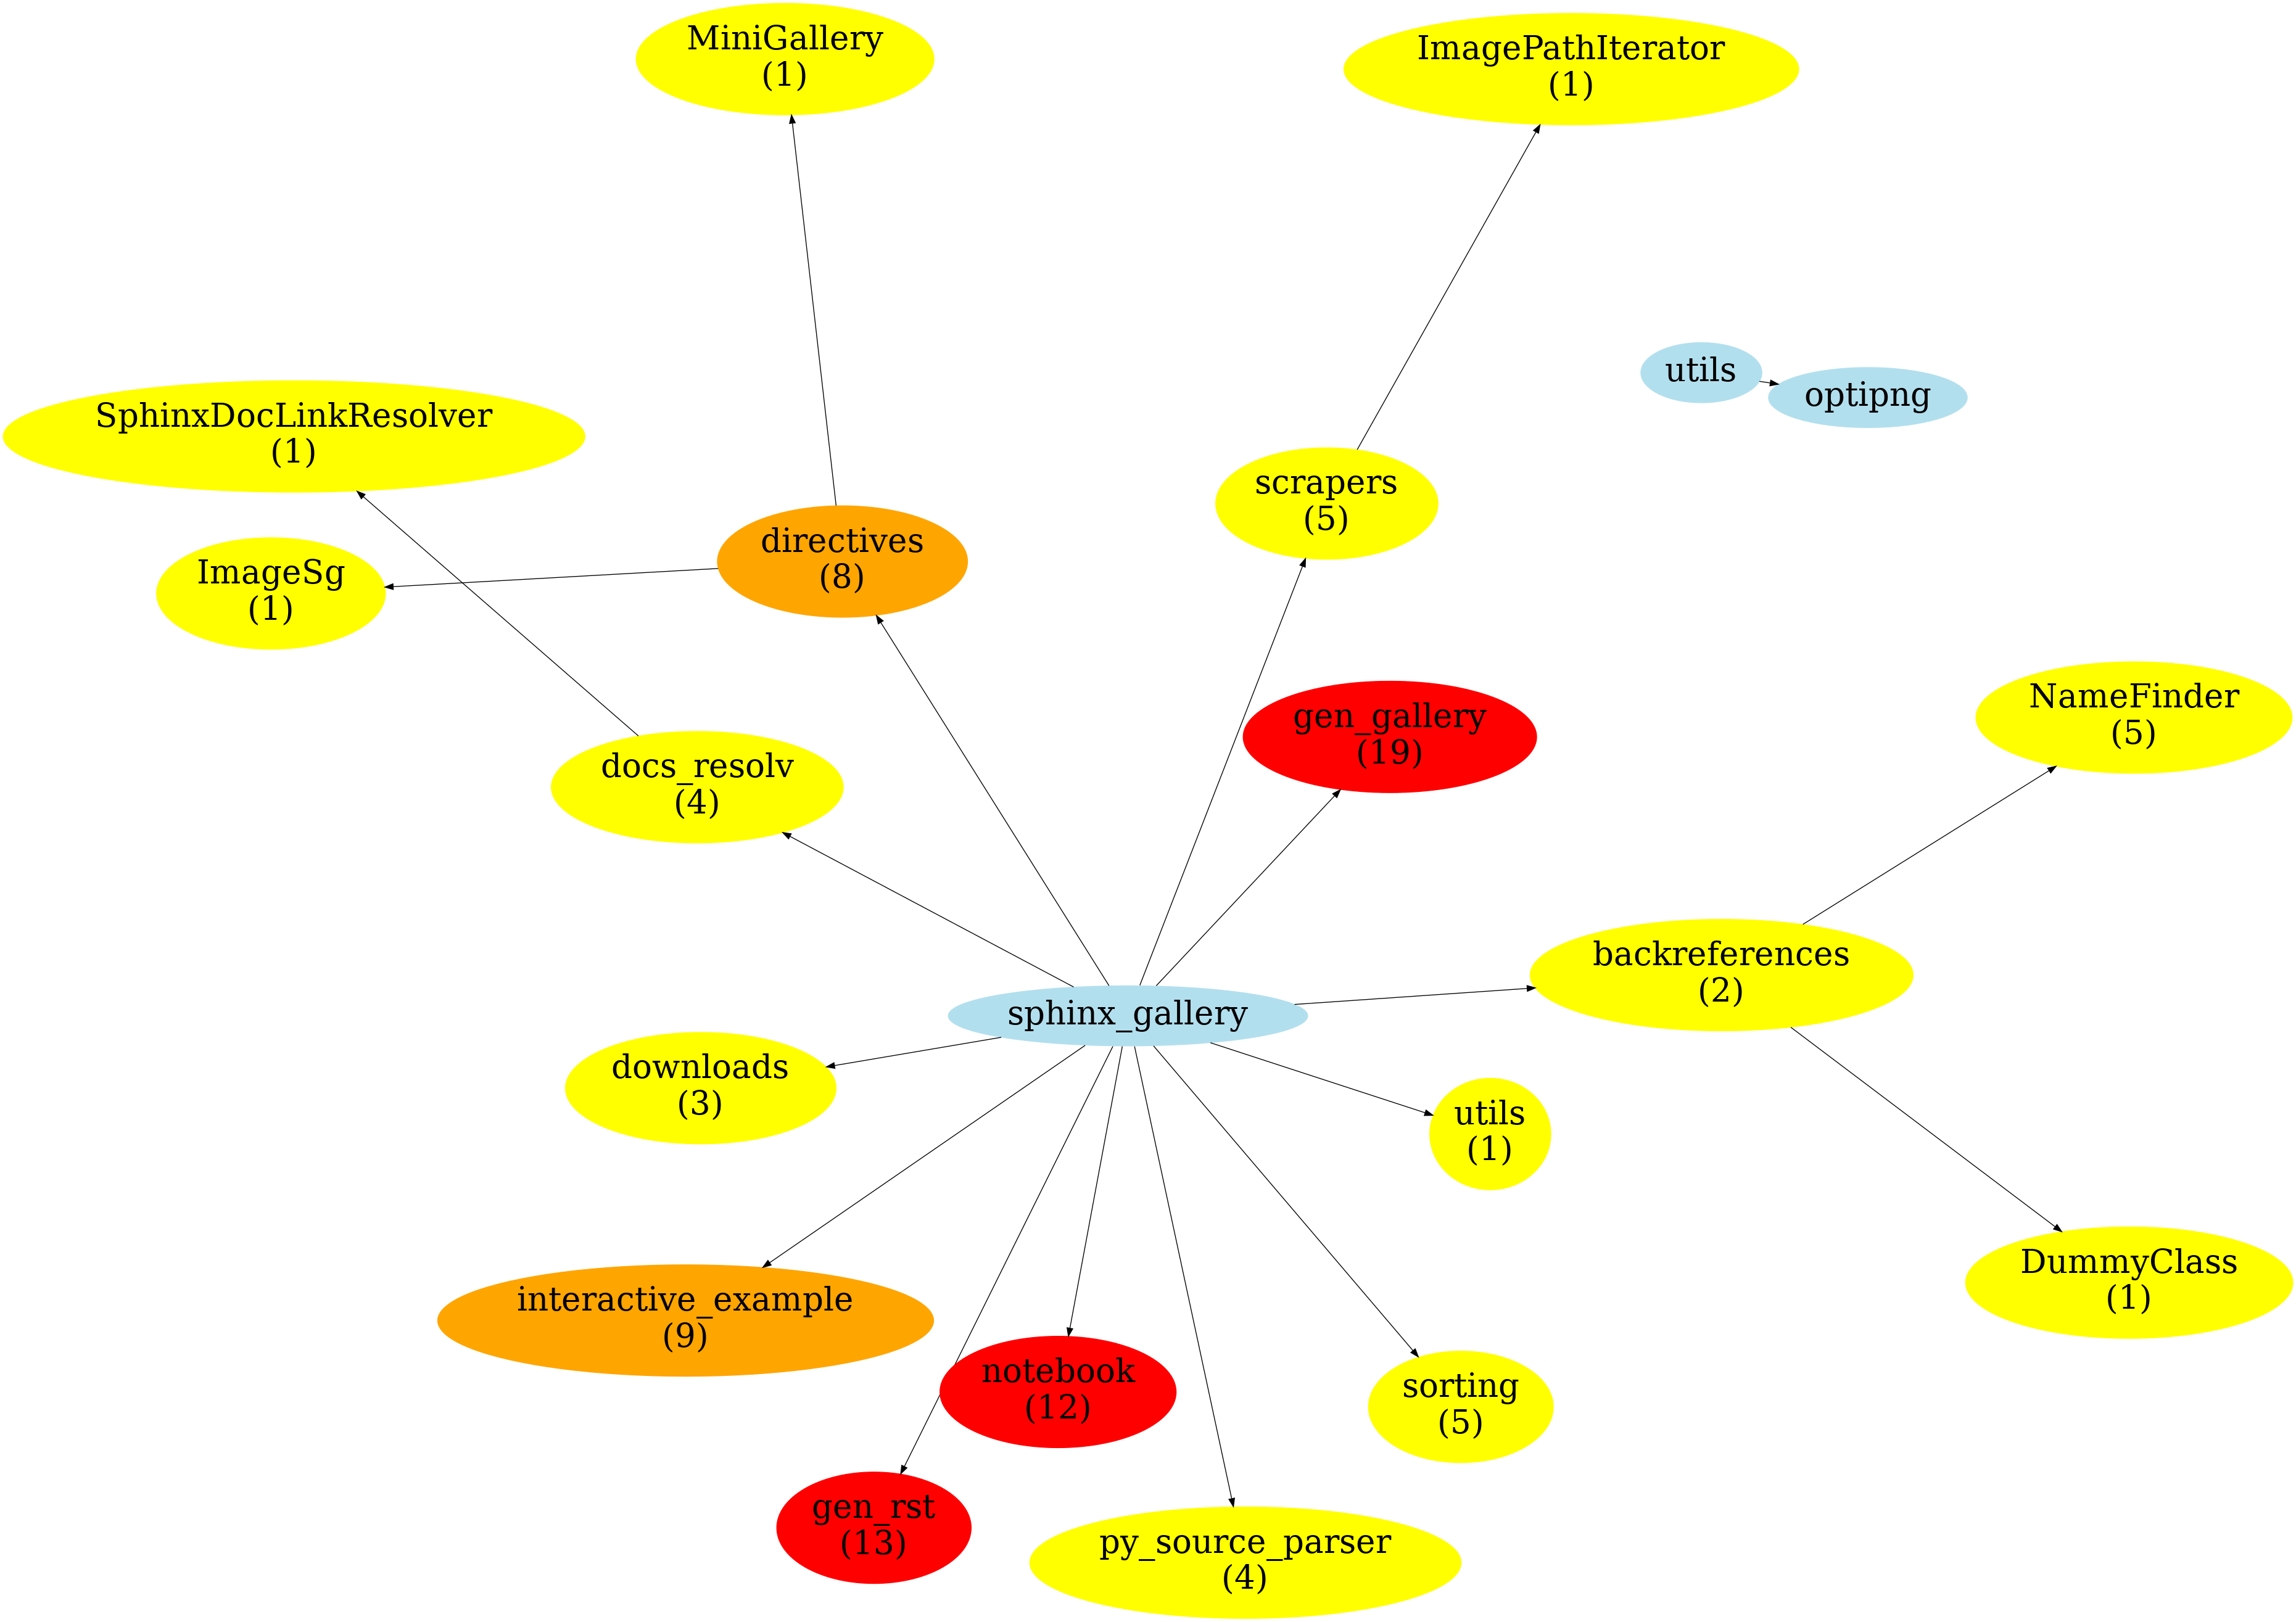 MiniGallery
(1)
ImagePathIterator
(1)
utils
optipng
SphinxDocLinkResolver
(1)
scrapers
(5)
directives
(8)
ImageSg
(1)
gen_gallery
(19)
NameFinder
(5)
docs_resolv
(4)
backreferences
(2)
sphinx_gallery
downloads
(3)
utils
(1)
DummyClass
(1)
interactive_example
(9)
notebook
(12)
sorting
(5)
gen_rst
(13)
py_source_parser
(4)